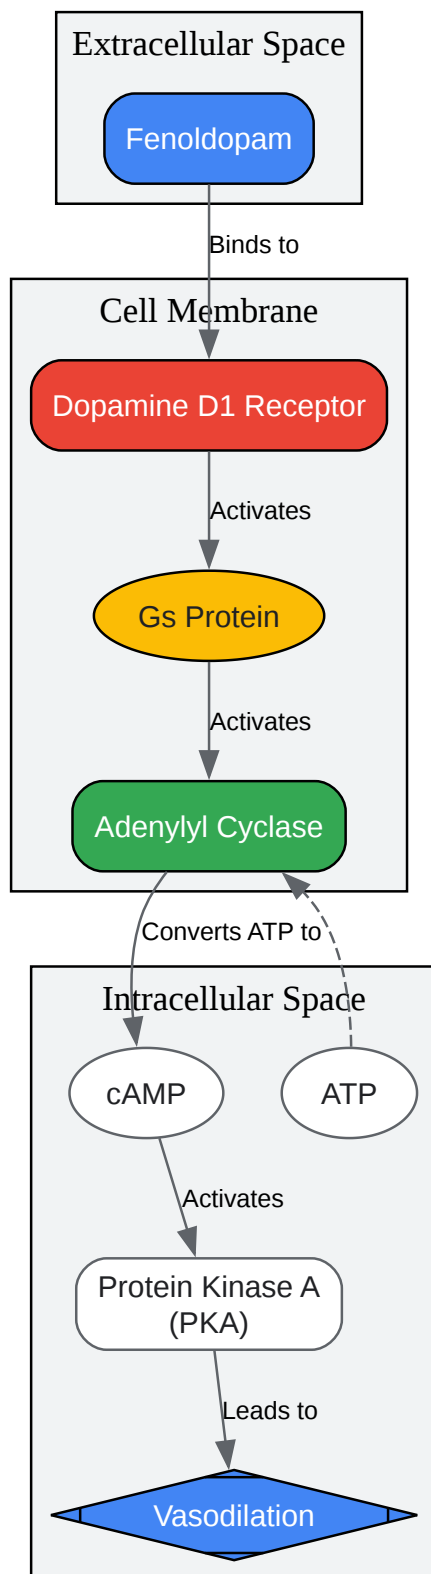 Extracellular Space
Fenoldopam
Binds to
Cell Membrane
Dopamine D1 Receptor
Activates
Gs Protein
Activates
Adenylyl Cyclase
Converts ATP to
Intracellular Space
cAMP
ATP
Activates
Protein Kinase A
(PKA)
Leads to
Vasodilation